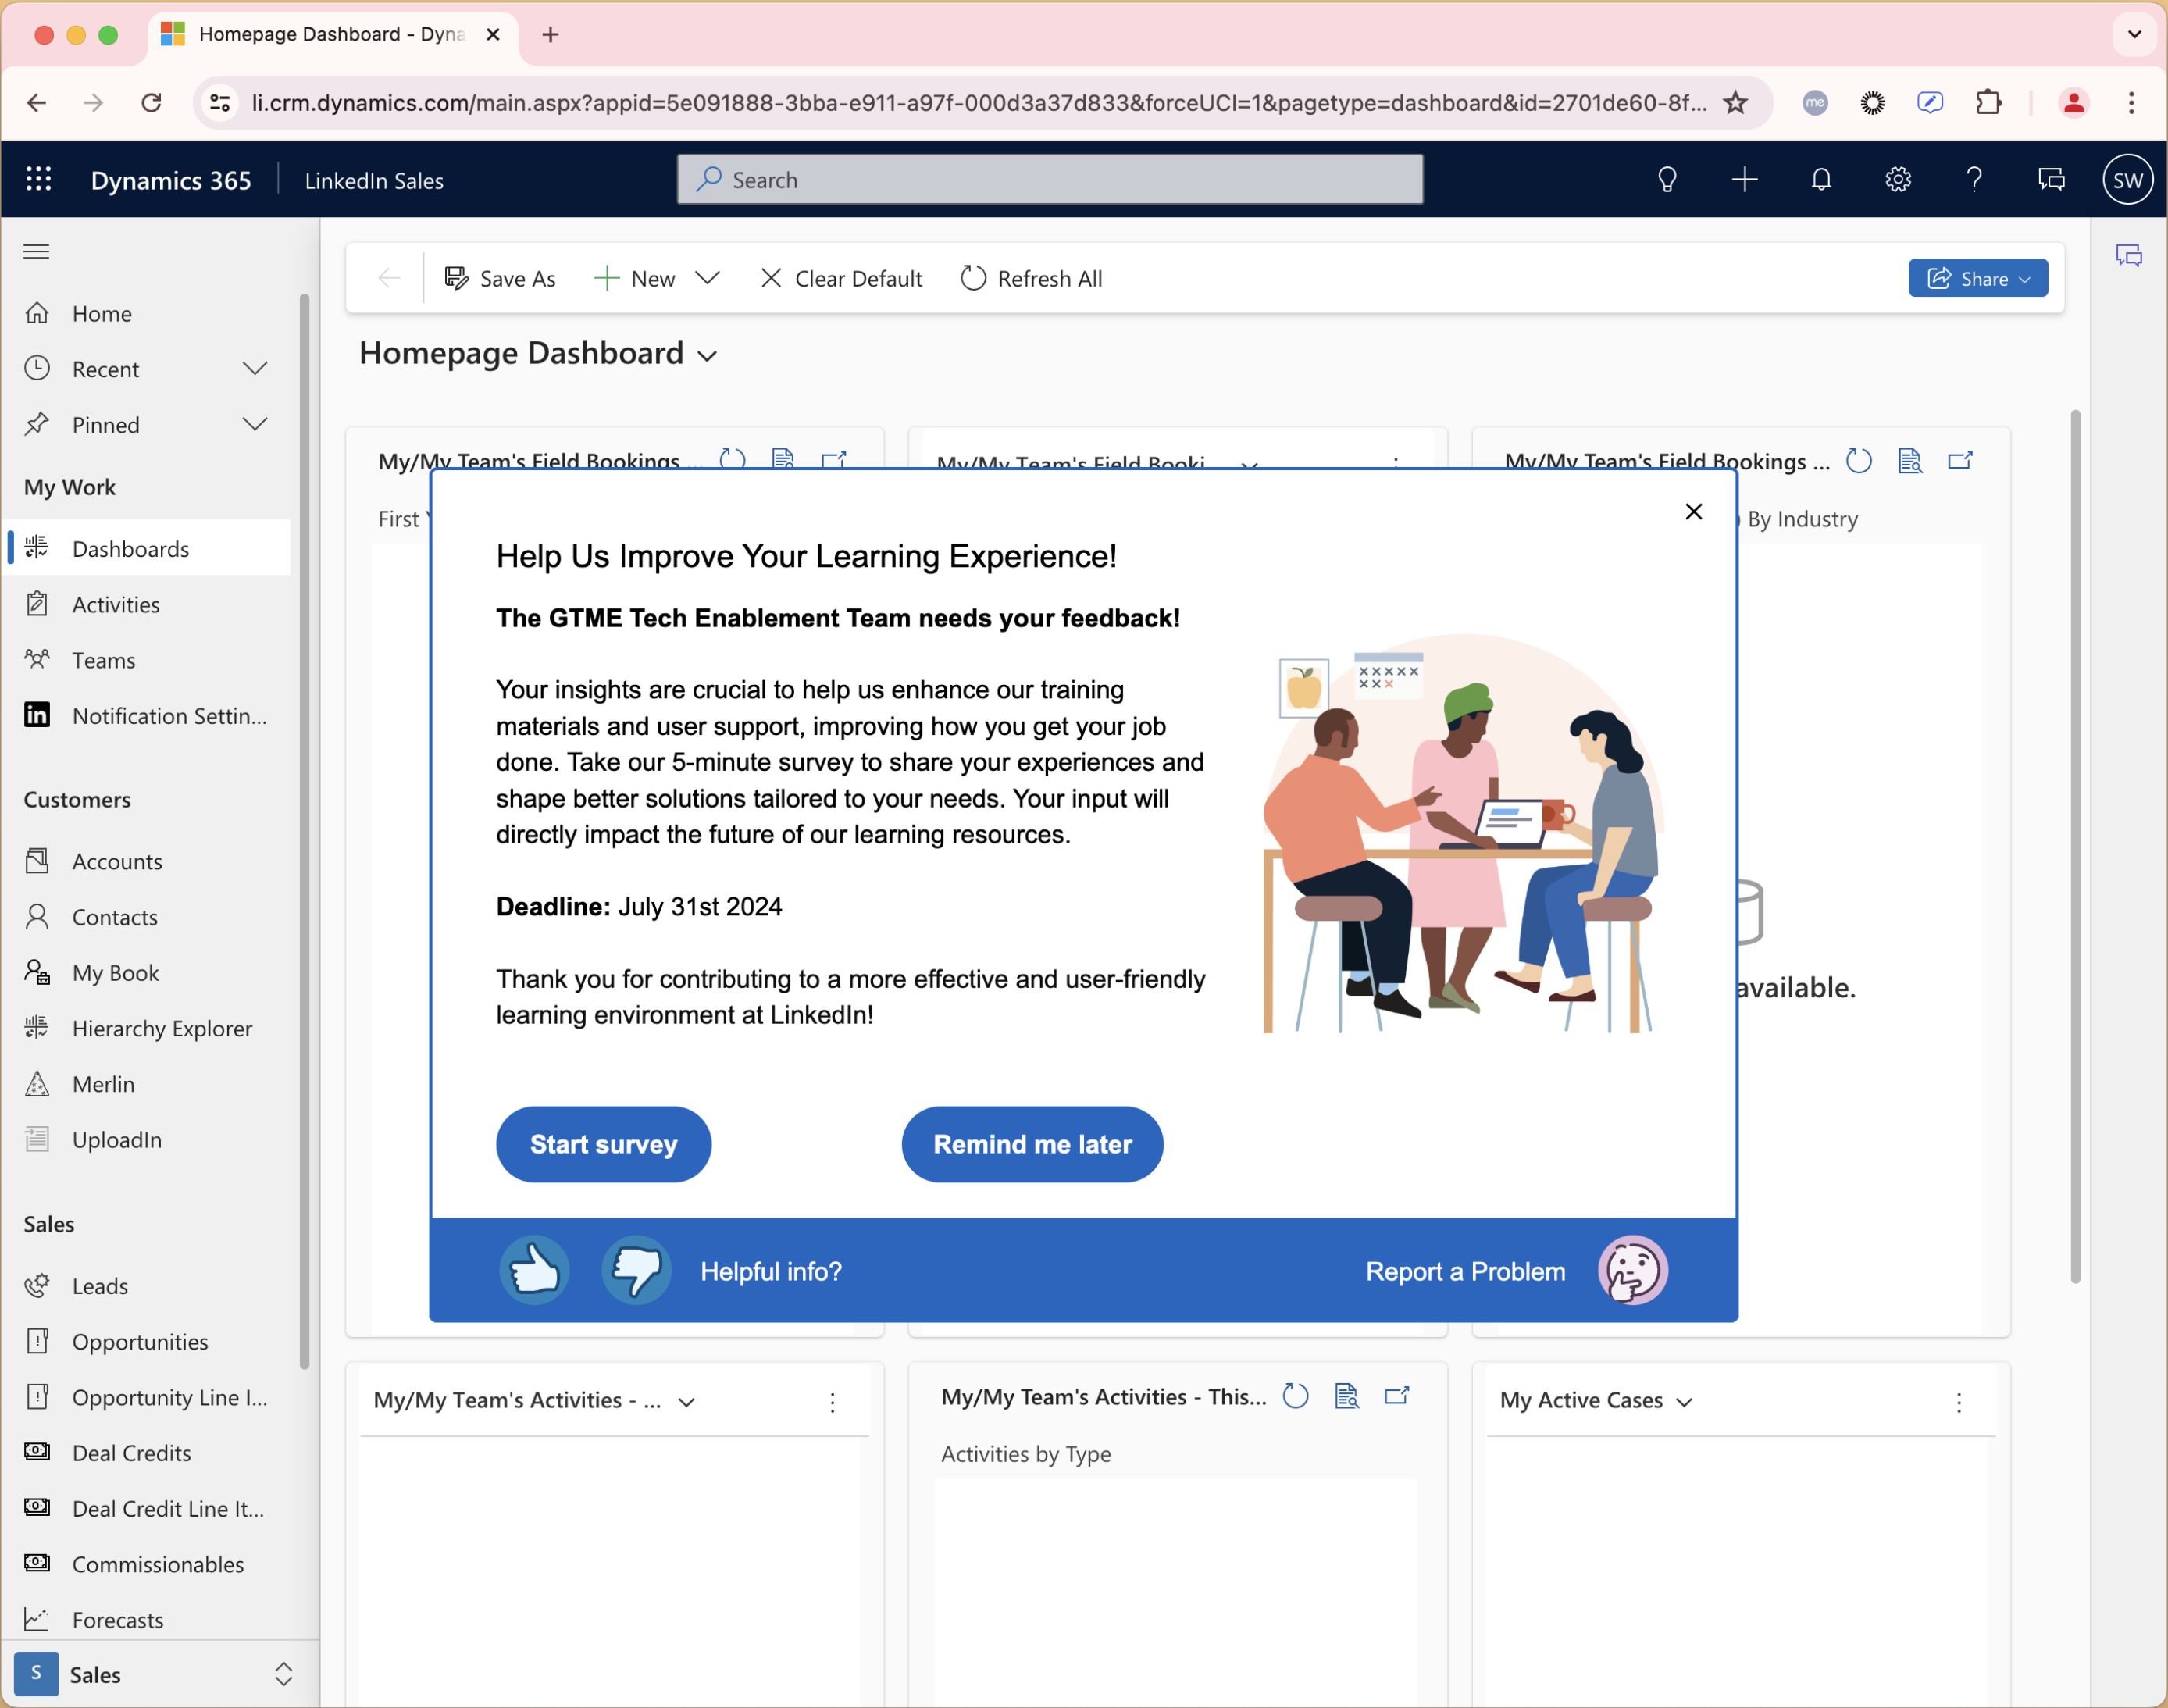 Homepage Dashboard - Dyna
li.crm.dynamics.com/main.aspx?appid=5e091888-3bba-e911-a97f-000d3a37d833&forceUCI=1&pagetype=dashboard&id=2701de60-8f...
me
Dynamics 365
LinkedIn Sales
Search
SW
Save As
New
Clear Default
Refresh All
Share
Homepage Dashboard
Home
Recent
Pinned
My Work
Dashboards
Activities
Teams
in
Notification Settin...
Customers
Accounts
Contacts
My Book
Hierarchy Explorer
Merlin
UploadIn
Sales
Leads
Opportunities
Opportunity Line I...
Deal Credits
Deal Credit Line It...
Commissionables
Forecasts
S
Sales
My/My Team's Field Bookings ...
First
My/My Team's Field Booki...
My/My Team's Field Bookings ...
By Industry
available.
Help Us Improve Your Learning Experience!
The GTME Tech Enablement Team needs your feedback!
Your insights are crucial to help us enhance our training
materials and user support, improving how you get your job
done. Take our 5-minute survey to share your experiences and
shape better solutions tailored to your needs. Your input will
directly impact the future of our learning resources.
Deadline: July 31st 2024
Thank you for contributing to a more effective and user-friendly
learning environment at LinkedIn!
Start survey
Remind me later
Helpful info?
Report a Problem
My/My Team's Activities - ...
My/My Team's Activities - This...
Activities by Type
My Active Cases